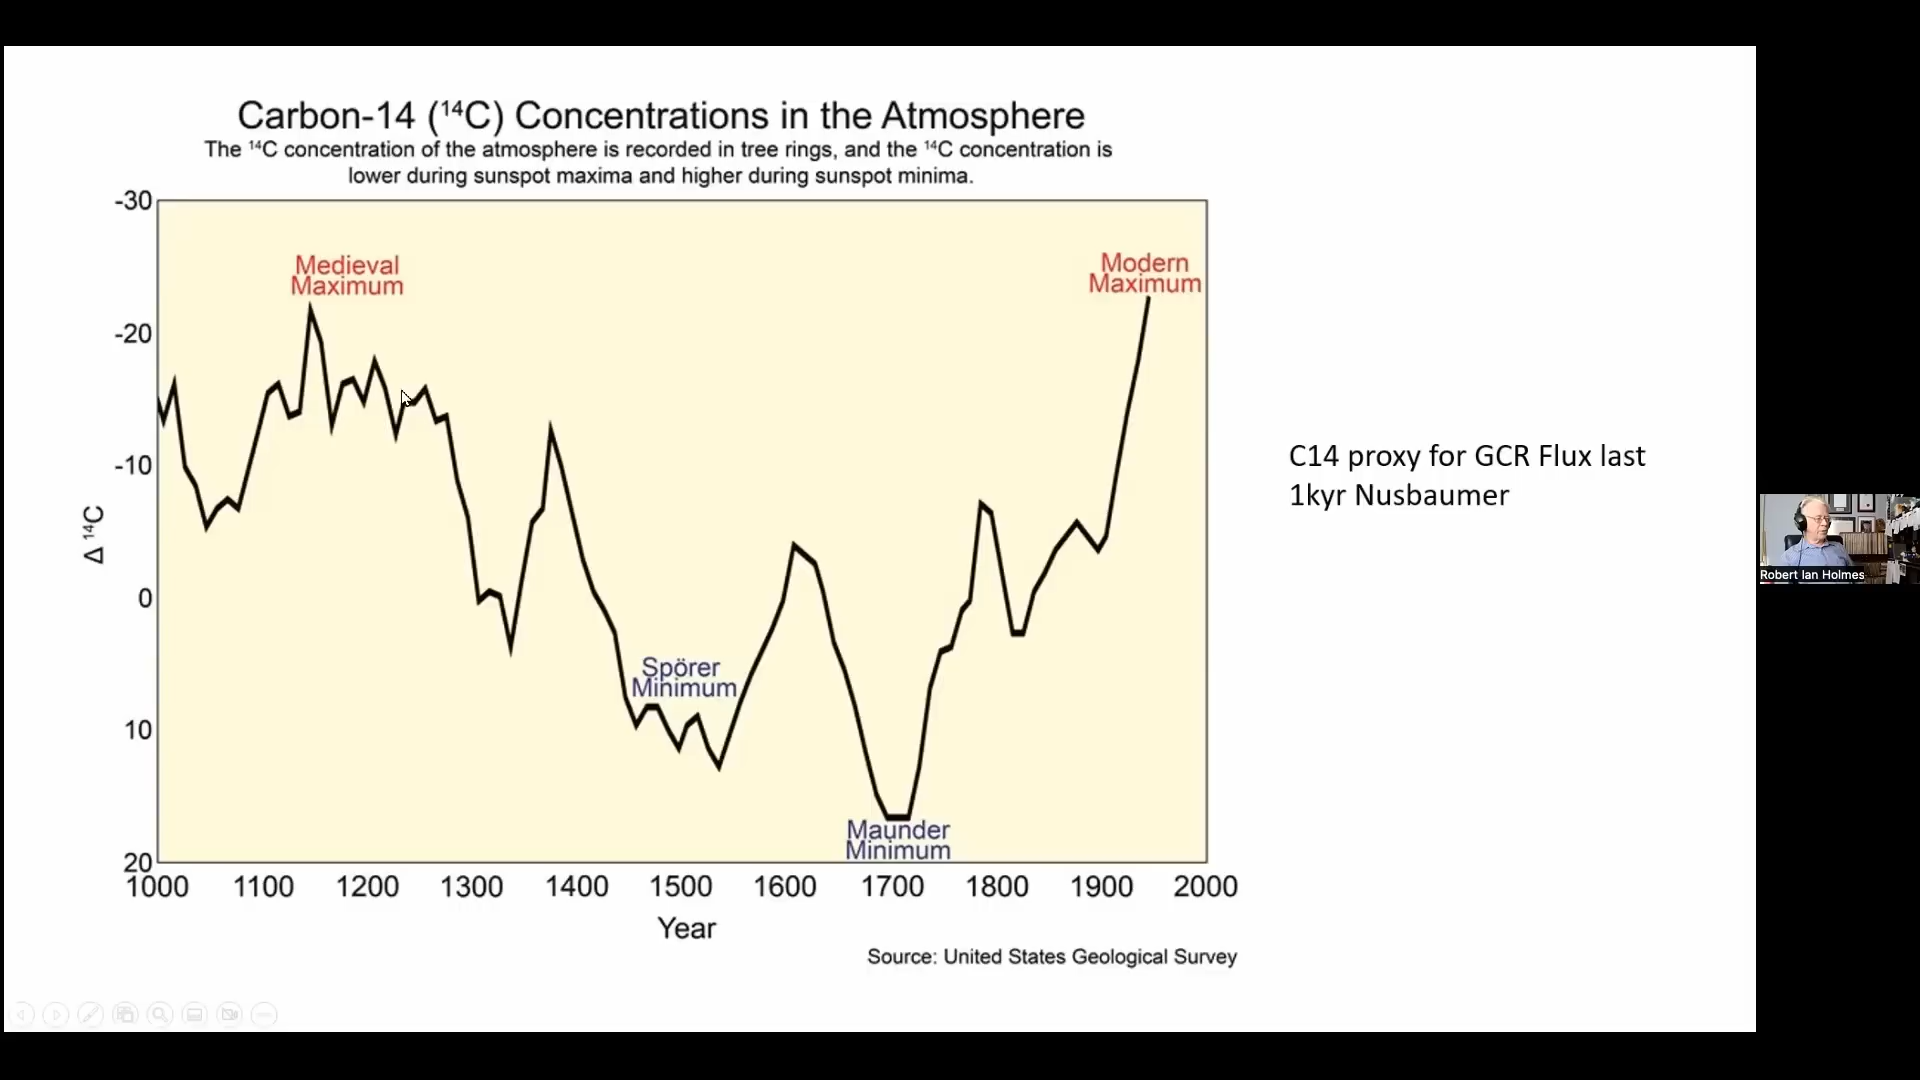 Carbon-14 (¹⁴C) Concentrations in the Atmosphere
The ¹⁴C concentration of the atmosphere is recorded in tree rings, and the ¹⁴C concentration is
lower during sunspot maxima and higher during sunspot minima.
-30
-20
-10
0
10
20
Δ ¹⁴C
Medieval
Maximum
Modern
Maximum
Spörer
Minimum
Maunder
Minimum
1000 1100 1200 1300 1400 1500 1600 1700 1800 1900 2000
Year
Source: United States Geological Survey
C14 proxy for GCR Flux last
1kyr Nusbaumer
Robert Ian Holmes